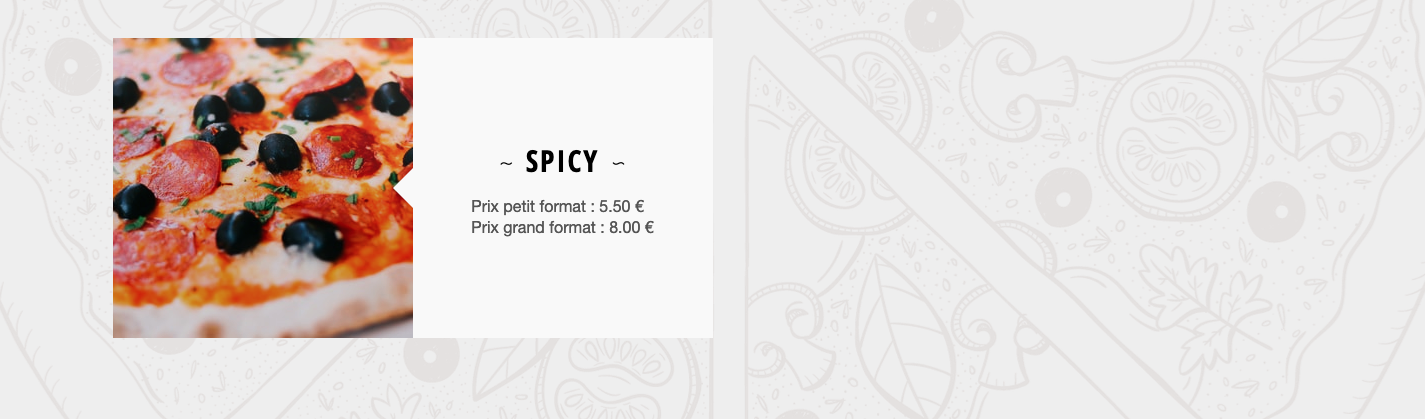 ~ SPICY ~
Prix petit format : 5.50 €
Prix grand format : 8.00 €